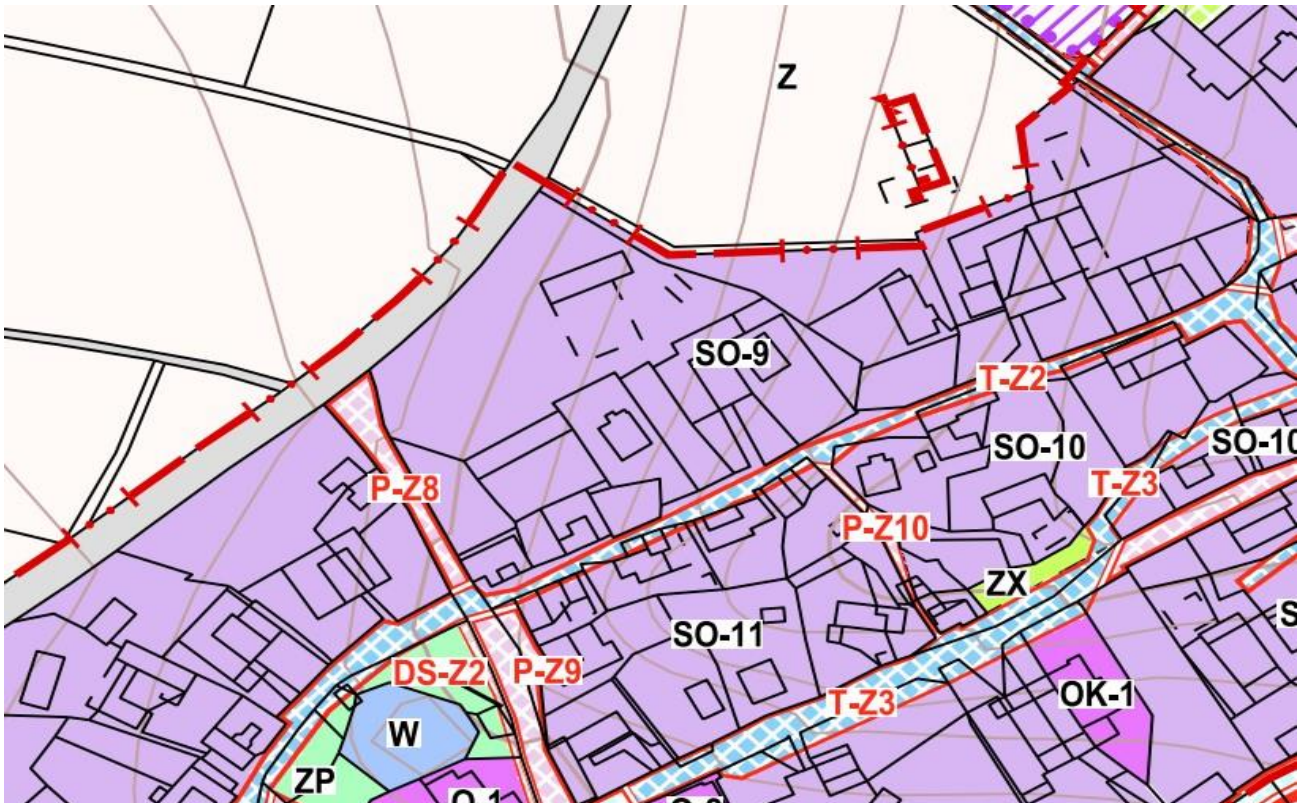 Z
SO-9
T-Z2
SO-10
SO-10
P-Z8
T-Z3
P-Z10
ZX
SO-11
DS-Z2
P-Z9
T-Z3
OK-1
W
ZP